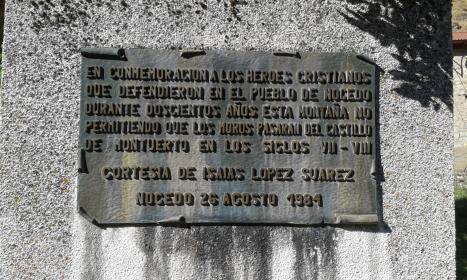 EN CONMEMORACION A LOS HEROES CRISTIANOS
QUE DEFENDIERON EN EL PUEBLO DE NOCEDO
DURANTE DOSCIENTOS AÑOS ESTA MONTAÑA NO
PERMITIENDO QUE LOS MOROS PASARAN DEL CASTILLO
DE MONTUERTO EN LOS SIGLOS VII-VIII
CORTESIA DE ISAIAS LOPEZ SUAREZ
NOCEDO 26 AGOSTO 1984